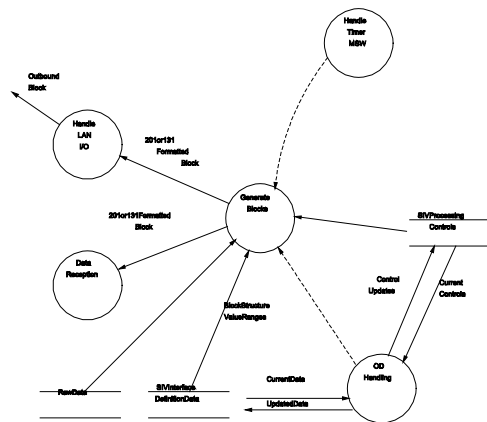 Handle
Timer
MSW
Outbound
Block
Handle
LAN
I/O
201or131
Formatted
Block
Generate
Blocks
201or131Formatted
Block
SIVProcessing
Controls
Data
Reception
Control
Updates
Current
Controls
BlockStructure
ValueRanges
OD
Handling
RawData
SIVInterface
DefinitionData
CurrentData
UpdatedData